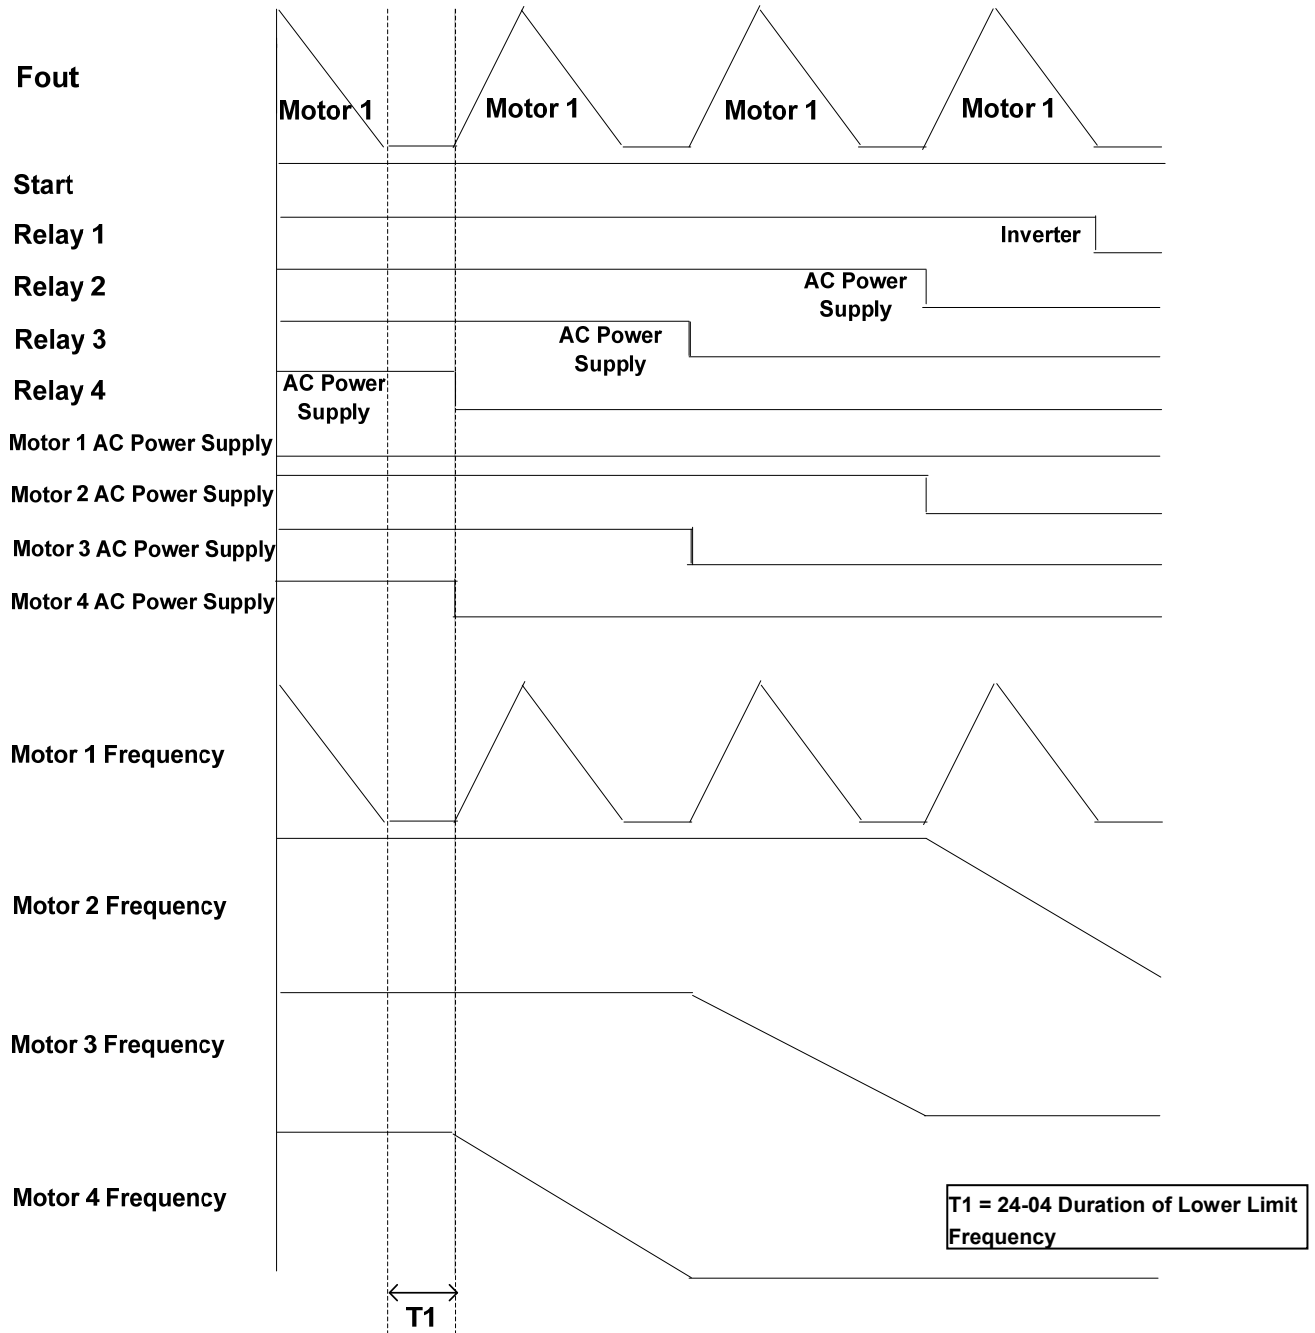 Fout
Motor 1
Motor 1
Motor 1
Motor 1
Start
Relay 1
Inverter
Relay 2
AC Power
Supply
Relay 3
AC Power
Supply
Relay 4
AC Power
Supply
Motor 1 AC Power Supply
Motor 2 AC Power Supply
Motor 3 AC Power Supply
Motor 4 AC Power Supply
Motor 1 Frequency
Motor 2 Frequency
Motor 3 Frequency
Motor 4 Frequency
T1 = 24-04 Duration of Lower Limit
Frequency
T1